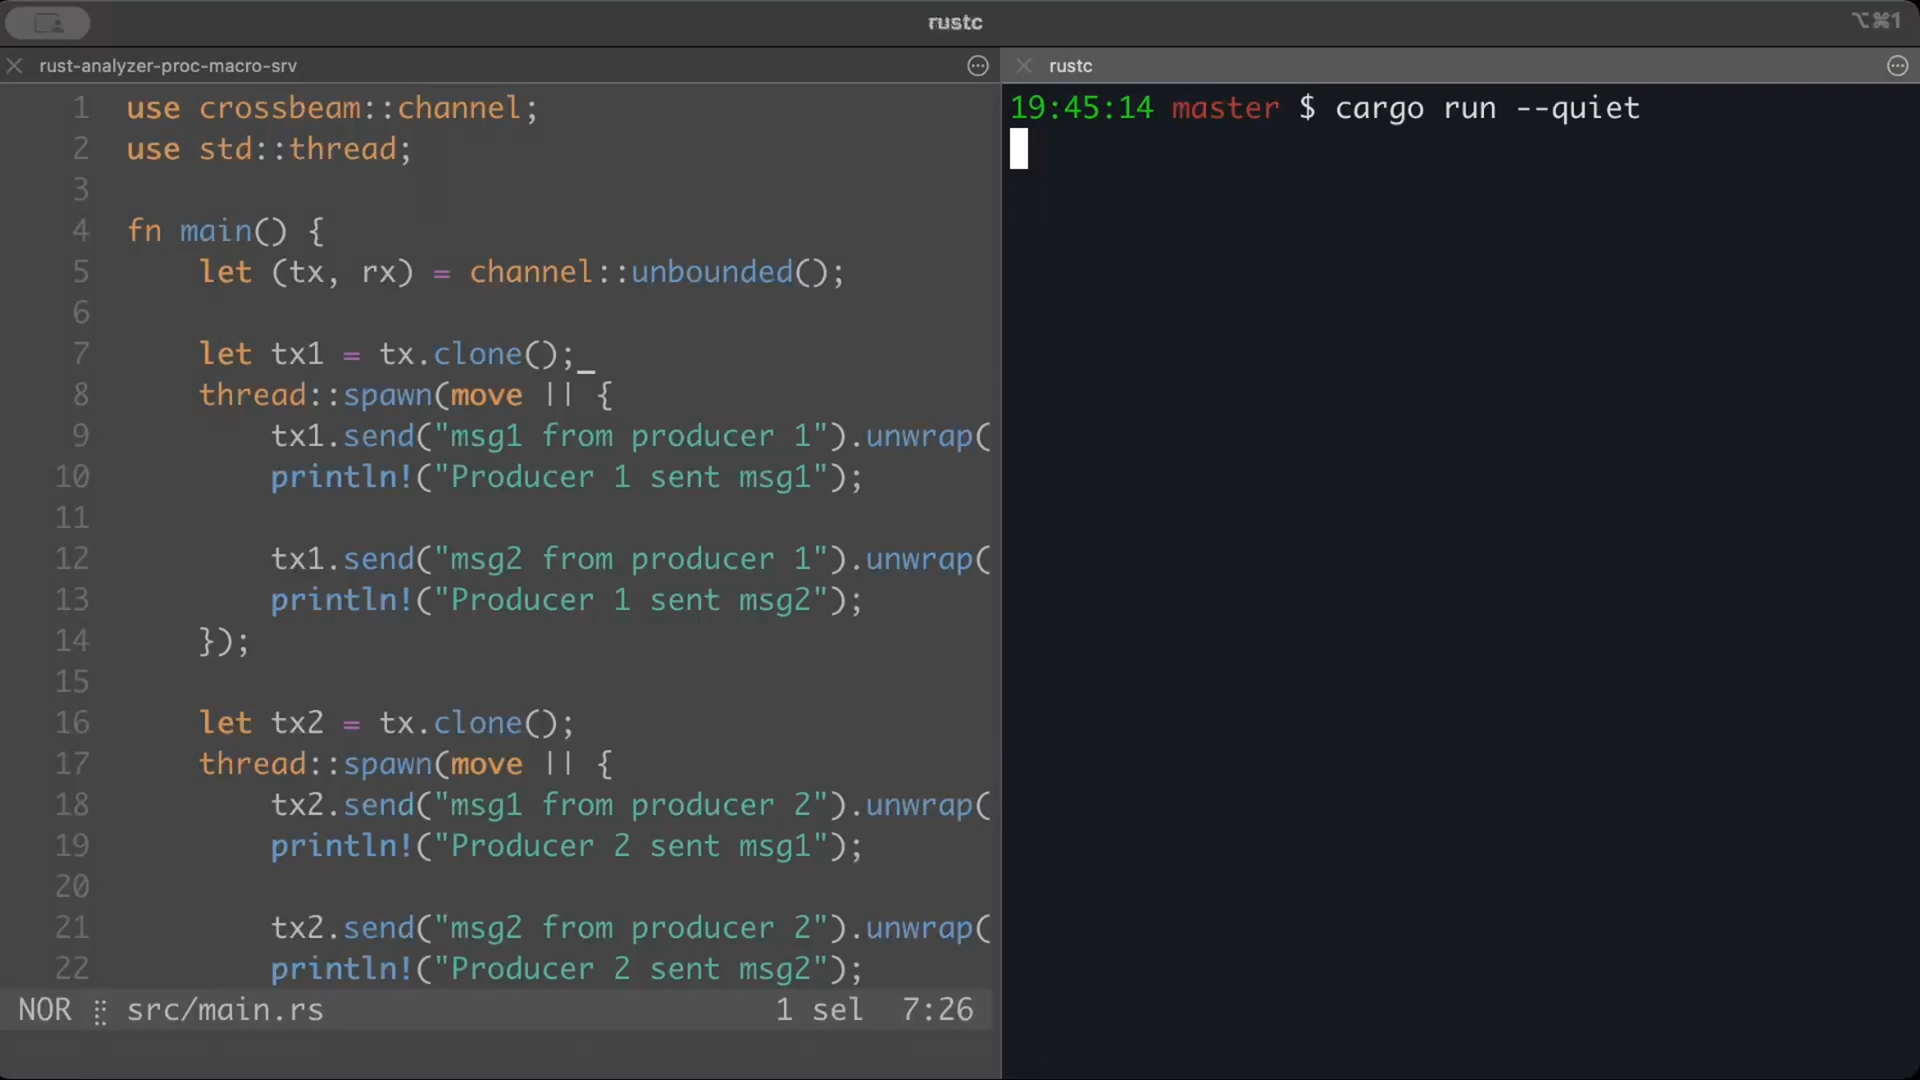 rustc
⌥⌘1
rust-analyzer-proc-macro-srv
rustc
1 use crossbeam::channel;
2 use std::thread;
3
4 fn main() {
5     let (tx, rx) = channel::unbounded();
6
7     let tx1 = tx.clone();
8     thread::spawn(move || {
9         tx1.send("msg1 from producer 1").unwrap(
10         println!("Producer 1 sent msg1");
11
12         tx1.send("msg2 from producer 1").unwrap(
13         println!("Producer 1 sent msg2");
14     });
15
16     let tx2 = tx.clone();
17     thread::spawn(move || {
18         tx2.send("msg1 from producer 2").unwrap(
19         println!("Producer 2 sent msg1");
20
21         tx2.send("msg2 from producer 2").unwrap(
22         println!("Producer 2 sent msg2");
NOR src/main.rs 1 sel 7:26
19:45:14 master $ cargo run --quiet